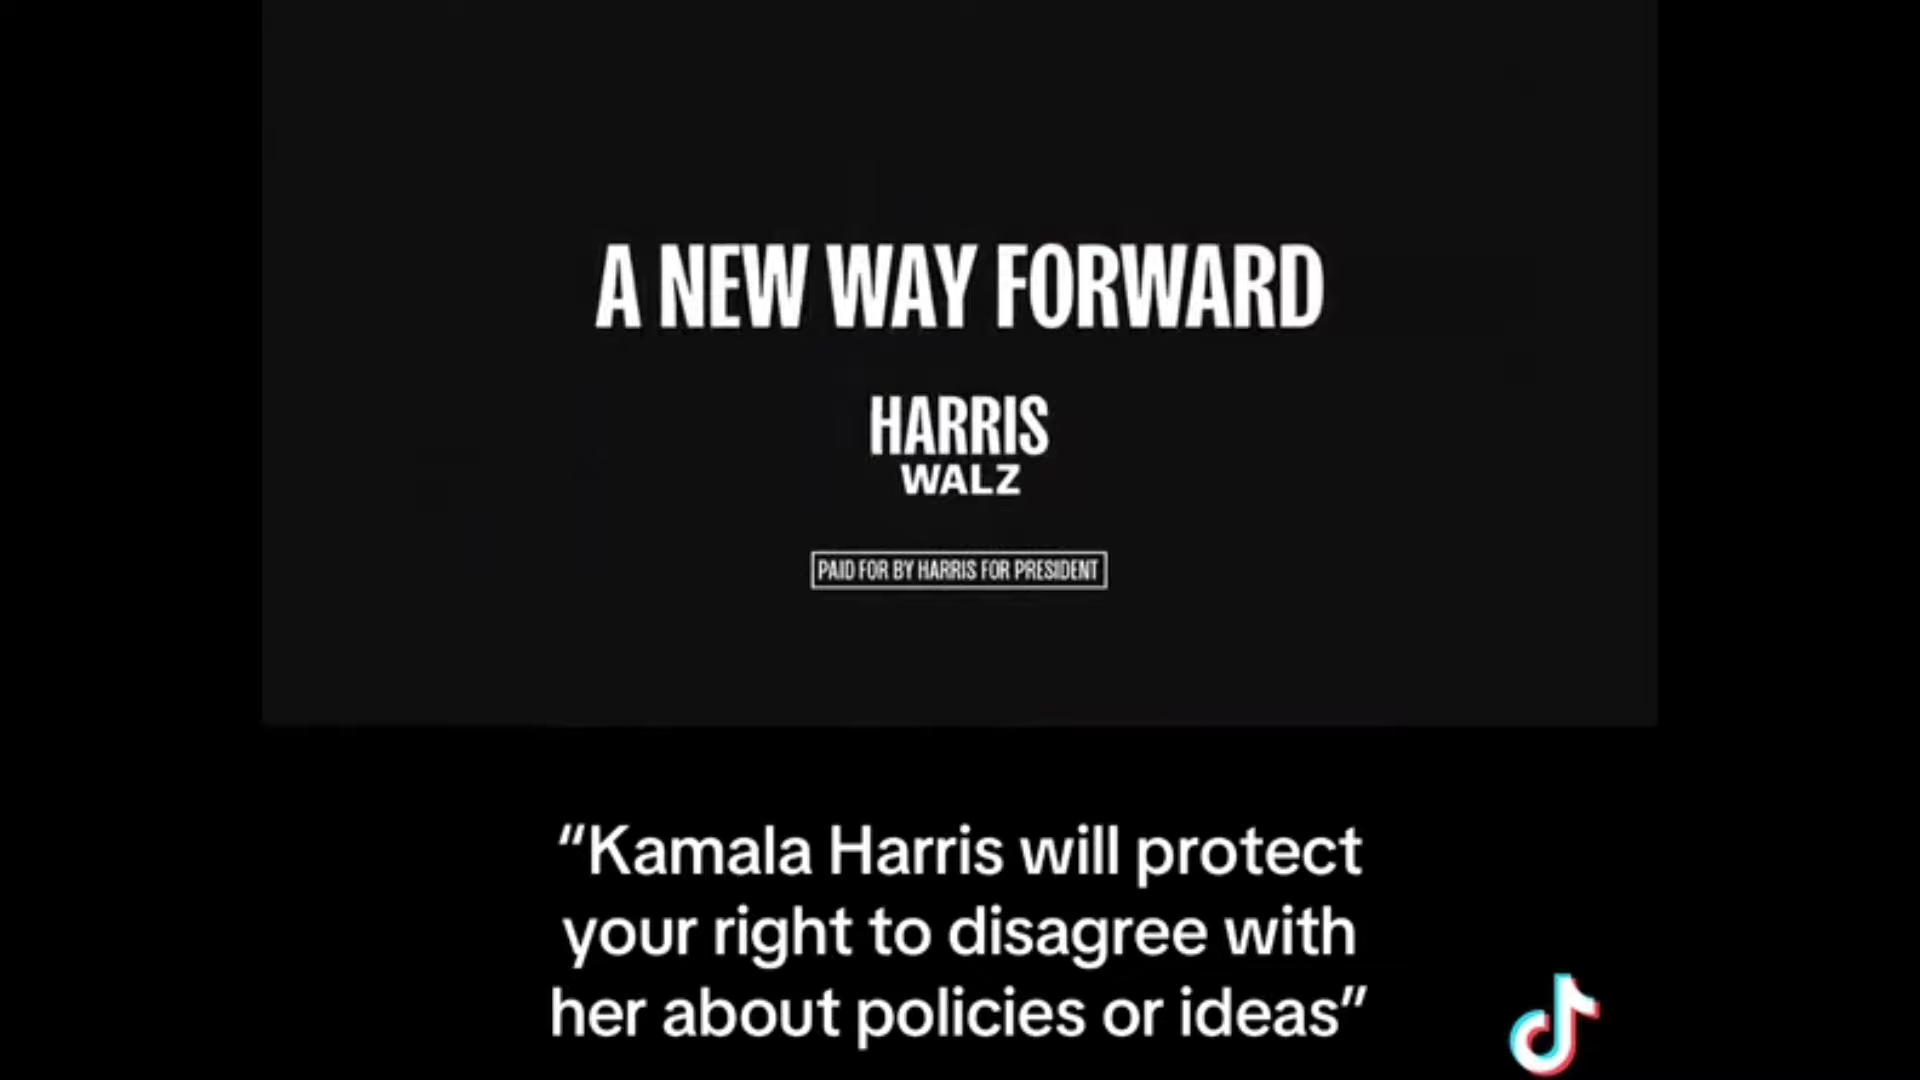 A NEW WAY FORWARD
HARRIS
WALZ
PAID FOR BY HARRIS FOR PRESIDENT
“Kamala Harris will protect
your right to disagree with
her about policies or ideas”